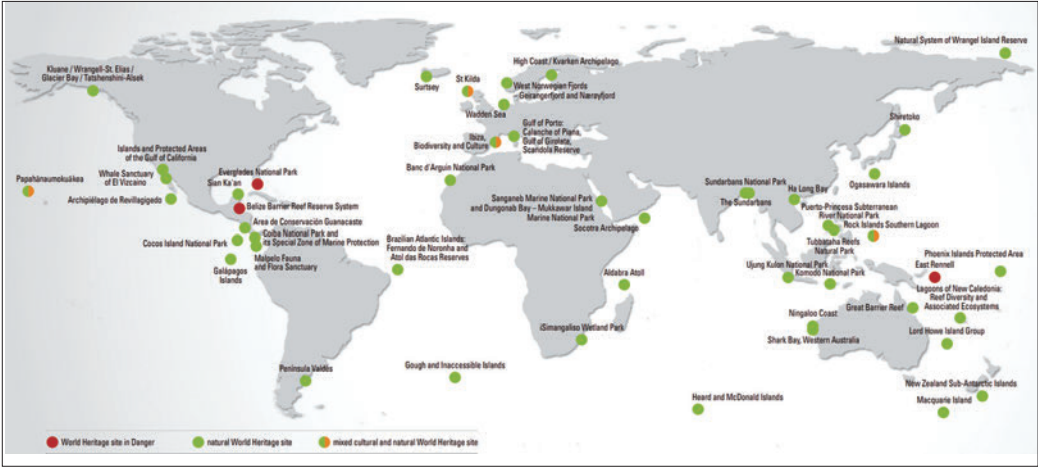 Natural System of Wrangel Island Reserve
High Coast / Kvarken Archipelago
Kluane / Wrangell-St. Elias /
Glacier Bay / Tatshenshini-Alsek
Surtsey
St Kilda
West Norwegian Fjords
- Geirangerfjord and Nærøyfjord
Wadden Sea
Shiretoko
Gulf of Porto:
Calanche of Piana,
Gulf of Girolata,
Scandola Reserve
Ibiza,
Biodiversity and Culture
Islands and Protected Areas
of the Gulf of California
Banc d'Arguin National Park
Everglades National Park
Whale Sanctuary
of El Vizcaino
Sian Ka'an
Papahānaumokuākea
Archipiélago de Revillagigedo
Belize Barrier Reef Reserve System
Sanganeb Marine National Park
and Dungonab Bay – Mukkawar Island
Marine National Park
Socotra Archipelago
Sundarbans National Park
The Sundarbans
Ha Long Bay
Ogasawara Islands
Puerto-Princesa Subterranean
River National Park
Rock Islands Southern Lagoon
Tubbataha Reefs
Natural Park
Area de Conservación Guanacaste
Coiba National Park and
its Special Zone of Marine Protection
Cocos Island National Park
Malpelo Fauna
and Flora Sanctuary
Galápagos
Islands
Brazilian Atlantic Islands:
Fernando de Noronha and
Atol das Rocas Reserves
Aldabra Atoll
Ujung Kulon National Park
Komodo National Park
Phoenix Islands Protected Area
East Rennell
Lagoons of New Caledonia:
Reef Diversity and
Associated Ecosystems
Great Barrier Reef
Ningaloo Coast
Shark Bay, Western Australia
Lord Howe Island Group
iSimangaliso Wetland Park
Península Valdés
Gough and Inaccessible Islands
Heard and McDonald Islands
New Zealand Sub-Antarctic Islands
Macquarie Island
World Heritage site in Danger
natural World Heritage site
mixed cultural and natural World Heritage site